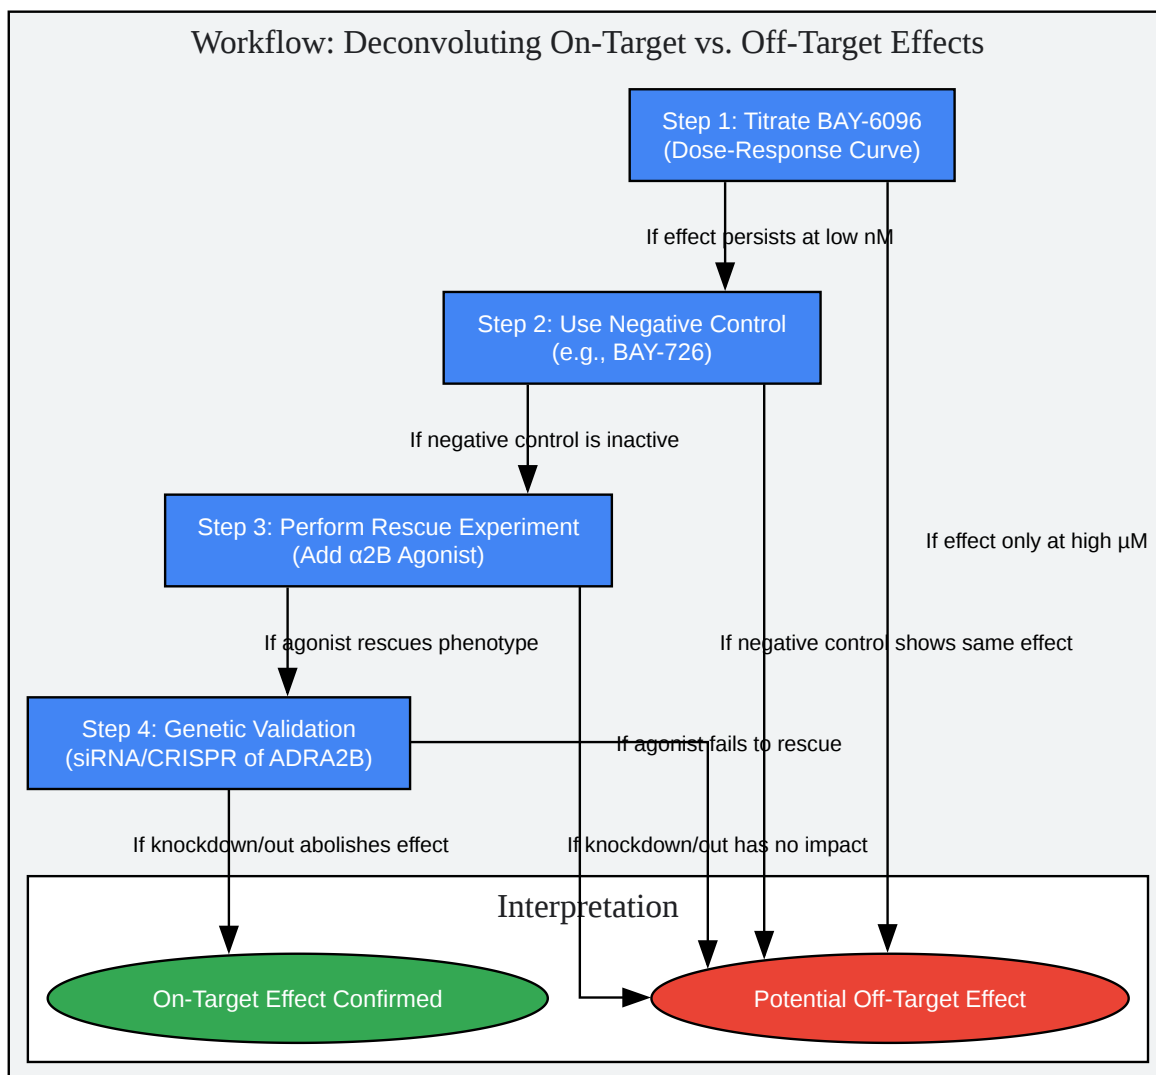 Workflow: Deconvoluting On-Target vs. Off-Target Effects
Step 1: Titrate BAY-6096
(Dose-Response Curve)
If effect persists at low nM
Step 2: Use Negative Control
(e.g., BAY-726)
If negative control is inactive
Step 3: Perform Rescue Experiment
(Add α2B Agonist)
If effect only at high µM
If agonist rescues phenotype
If negative control shows same effect
Step 4: Genetic Validation
(siRNA/CRISPR of ADRA2B)
If agonist fails to rescue
If knockdown/out abolishes effect
If knockdown/out has no impact
Interpretation
On-Target Effect Confirmed
Potential Off-Target Effect